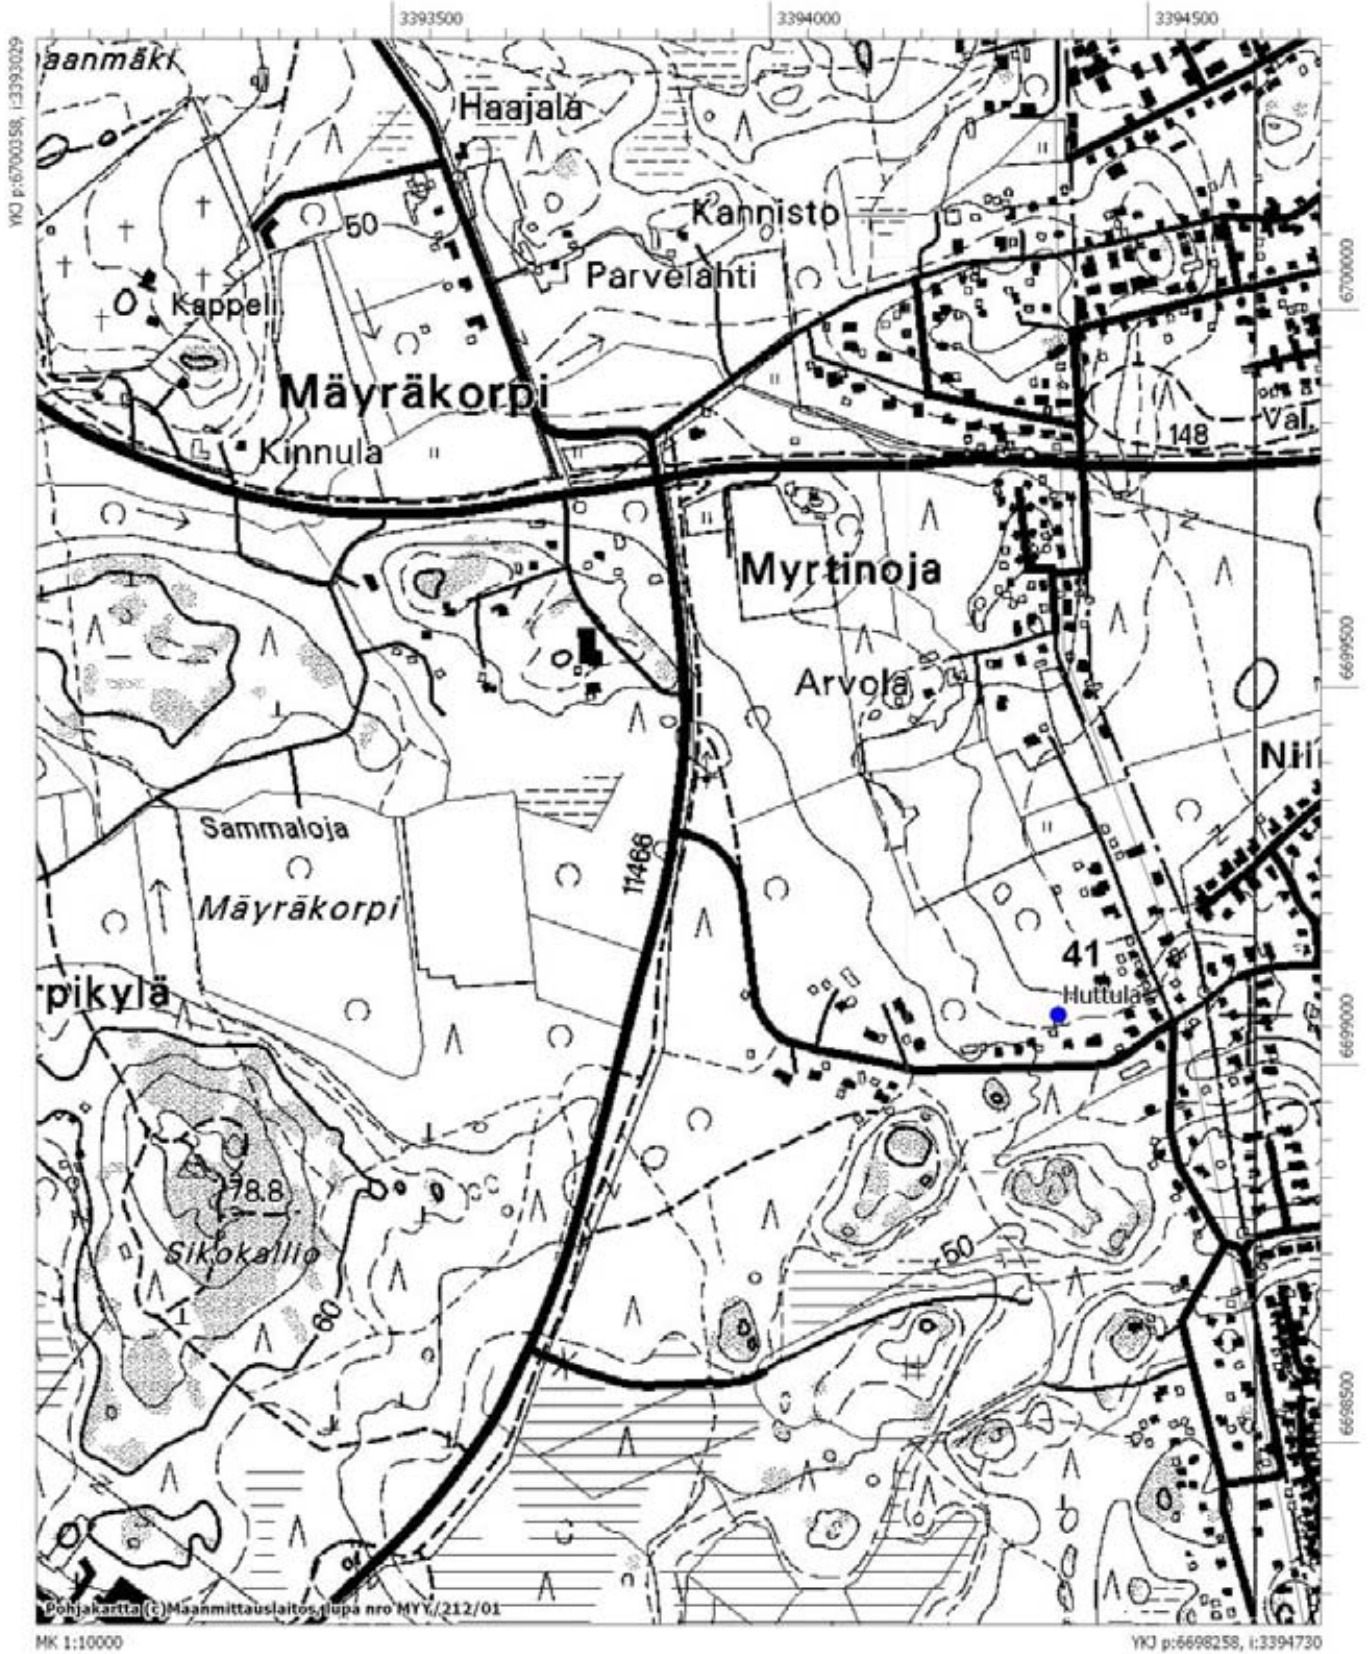 3393500
3394000
3394500
YKJ p:6700358, i:3393029
aanmäki
Haajala
Kannisto
50
Parvelahti
Kappeli
6700000
Mäyräkorpi
Kinnula
148
Val.
Myrtinoja
6699500
Arvola
Nii
Sammaloja
11466
Mäyräkorpi
41
Huttula
rpikylä
6699000
78.8
Sikokallio
50
60
6698500
Pohjakartta (c)Maanmittauslaitos, lupa nro MYY/212/01
MK 1:10000
YKJ p:6698258, i:3394730